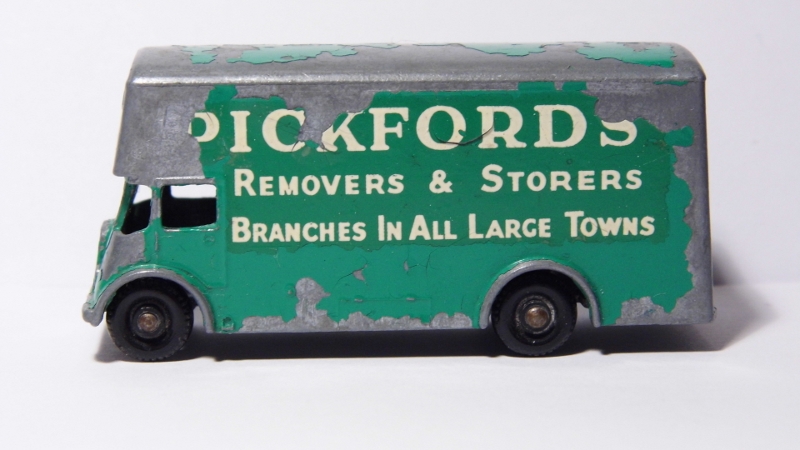 PICKFORDS
REMOVERS & STORERS
BRANCHES IN ALL LARGE TOWNS